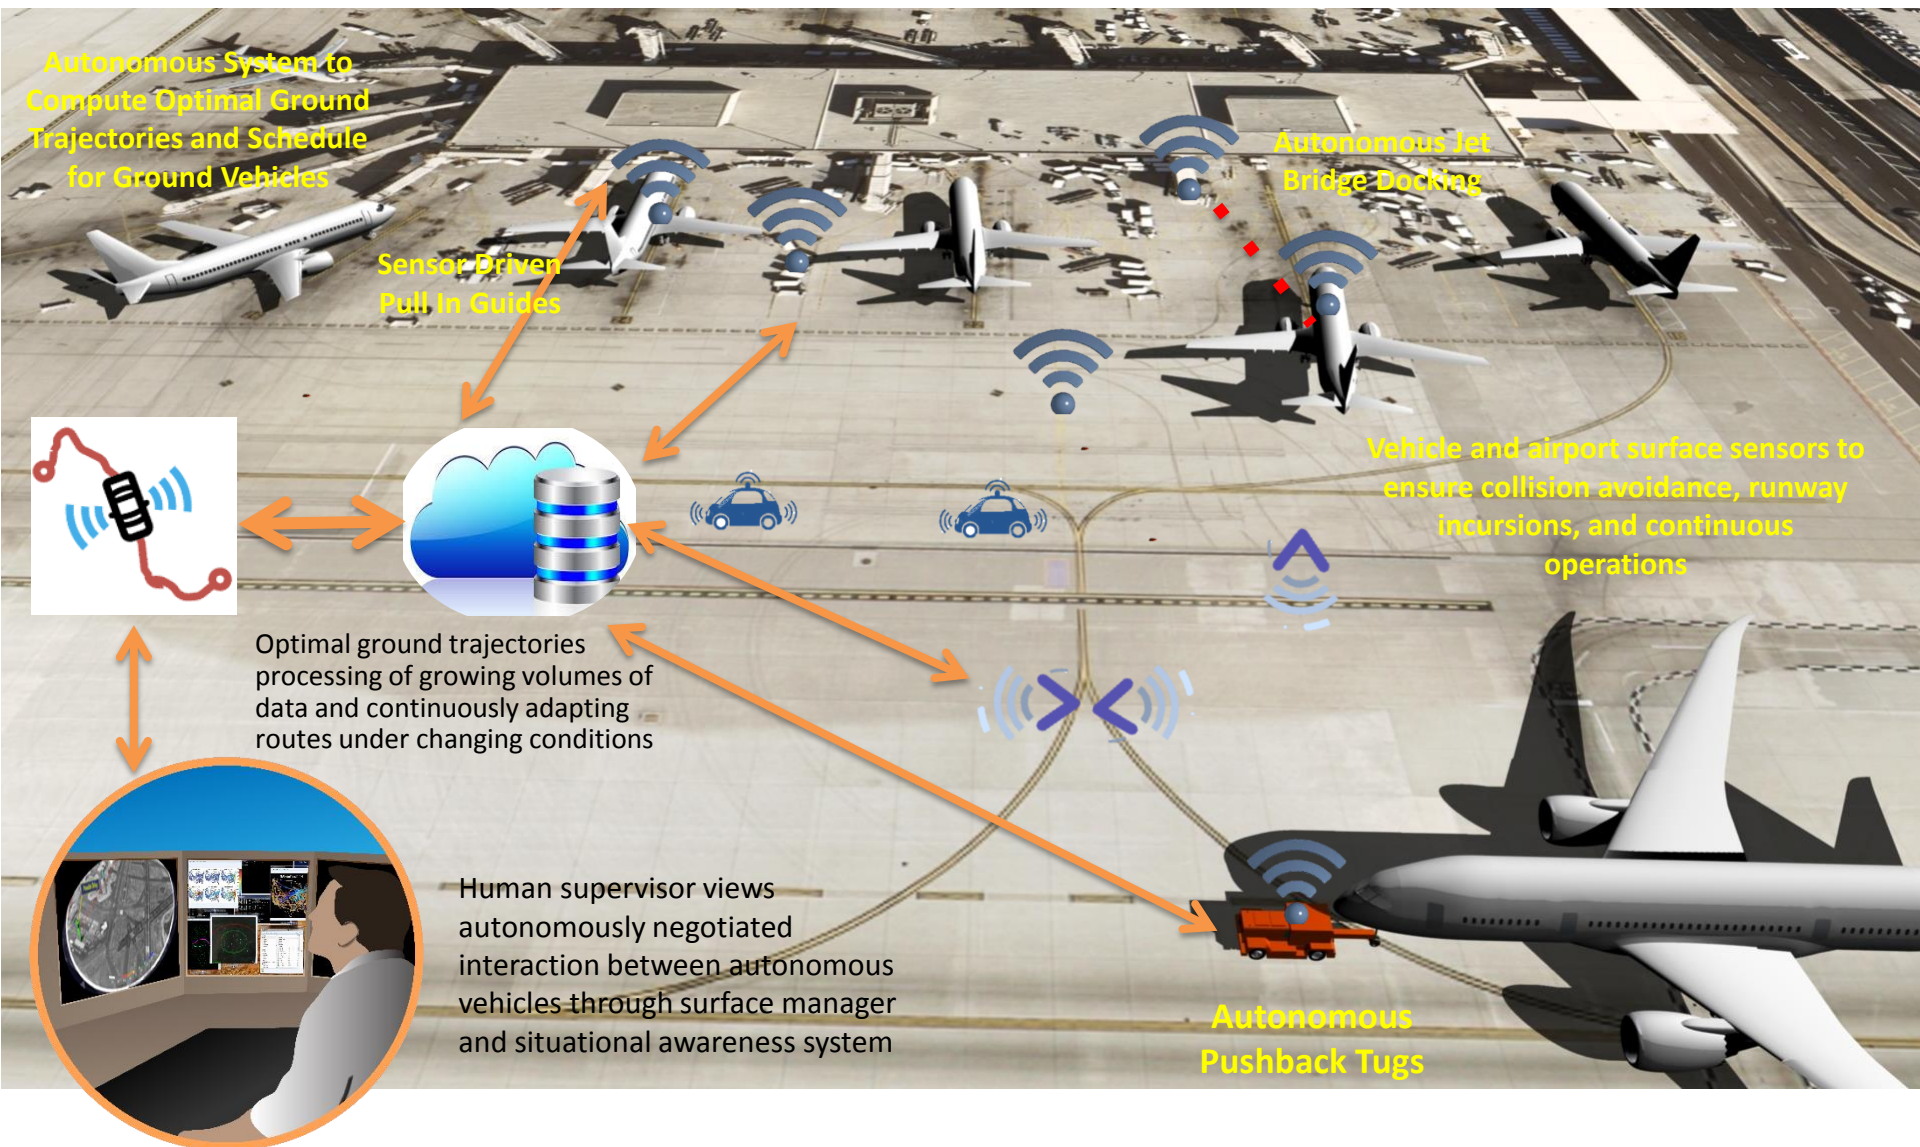 Autonomous System to
Compute Optimal Ground
Trajectories and Schedule
for Ground Vehicles
Autonomous Jet
Bridge Docking
Sensor Driven
Pull In Guides
Vehicle and airport surface sensors to
ensure collision avoidance, runway
incursions, and continuous
operations
Optimal ground trajectories
processing of growing volumes of
data and continuously adapting
routes under changing conditions
Human supervisor views
autonomously negotiated
interaction between autonomous
vehicles through surface manager
and situational awareness system
Autonomous
Pushback Tugs